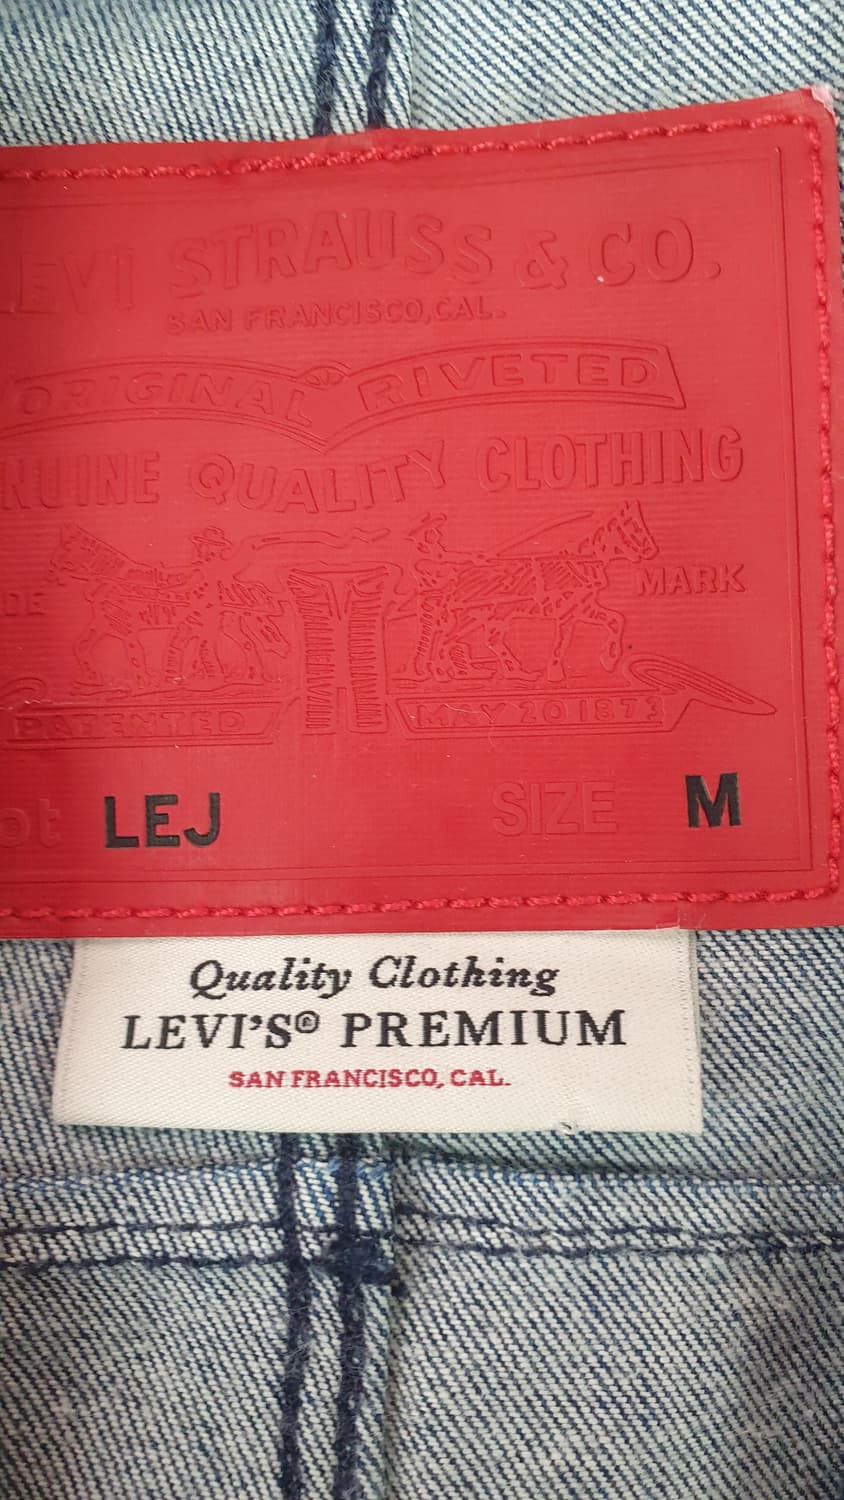 LEVI STRAUSS & CO.
SAN FRANCISCO, CAL.
ORIGINAL RIVETED
NUINE QUALITY CLOTHING
DE MARK
PATENTED MAY 20 1873
ot LEJ SIZE M
Quality Clothing
LEVI'S® PREMIUM
SAN FRANCISCO, CAL.